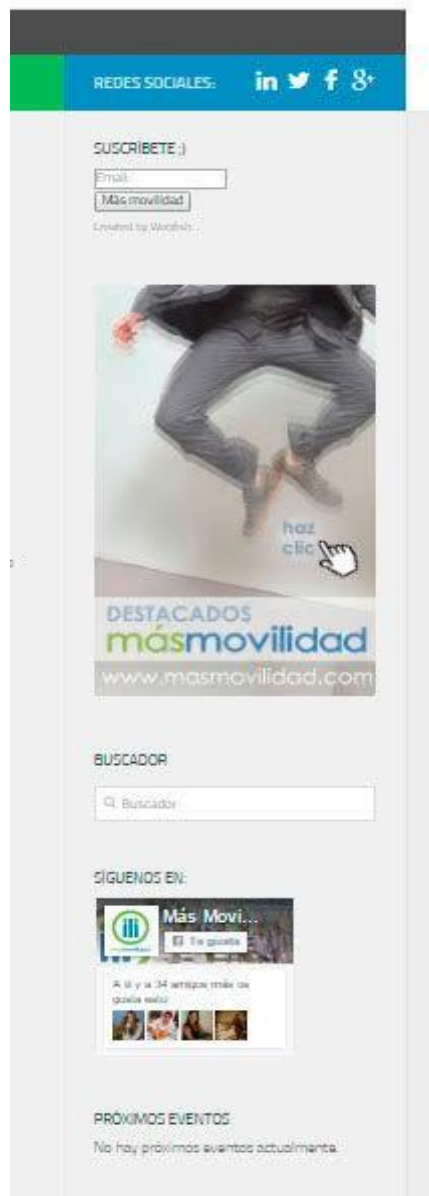 REDES SOCIALES:
SUSCRÍBETE ;)
Email
Más movilidad
Created by Webfish.
haz
clic
DESTACADOS
másmovilidad
www.masmovilidad.com
BUSCADOR
Buscador
SÍGUENOS EN:
Más Movi...
Te gusta
A ti y a 34 amigos más os
gusta esto
PRÓXIMOS EVENTOS
No hay próximos eventos actualmente.